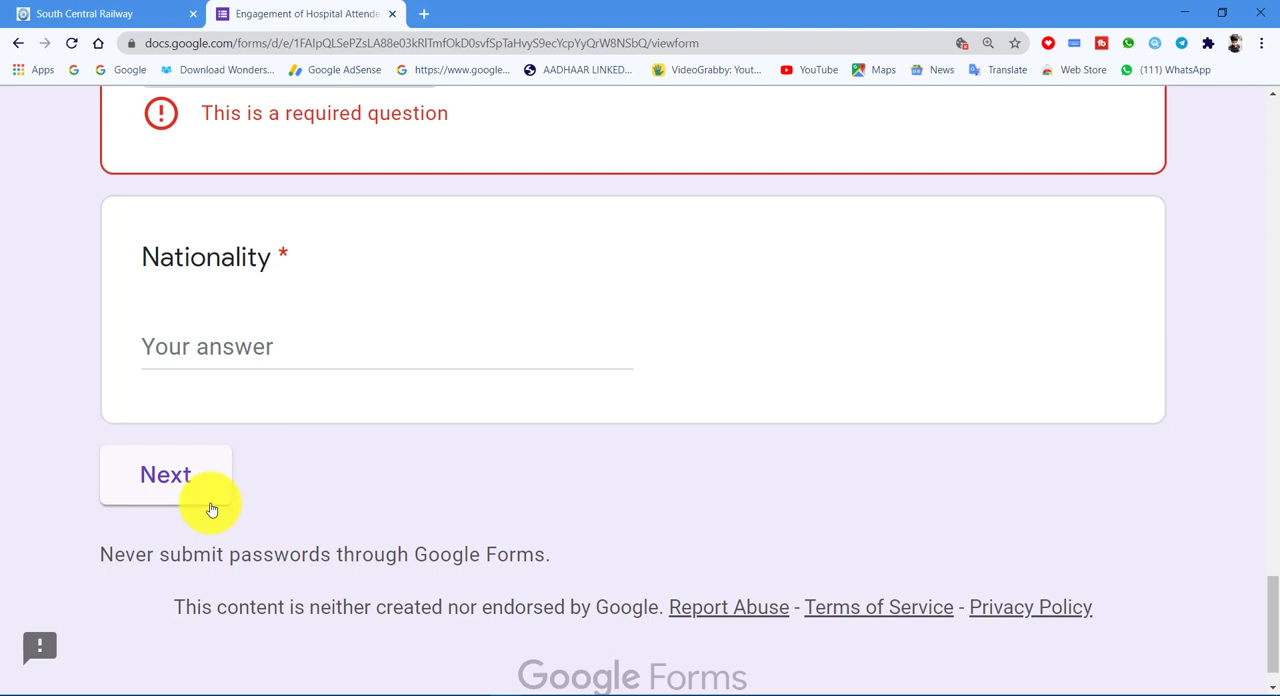 South Central Railway
Engagement of Hospital Attende
docs.google.com/forms/d/e/
/viewform
Apps
Google
Download Wonders...
Google AdSense
https://www.google...
AADHAAR LINKED...
VideoGrabby: Yout...
YouTube
Maps
News
Translate
Web Store
(111) WhatsApp
This is a required question
Nationality *
Your answer
Next
Never submit passwords through Google Forms.
This content is neither created nor endorsed by Google. Report Abuse - Terms of Service - Privacy Policy
Google Forms